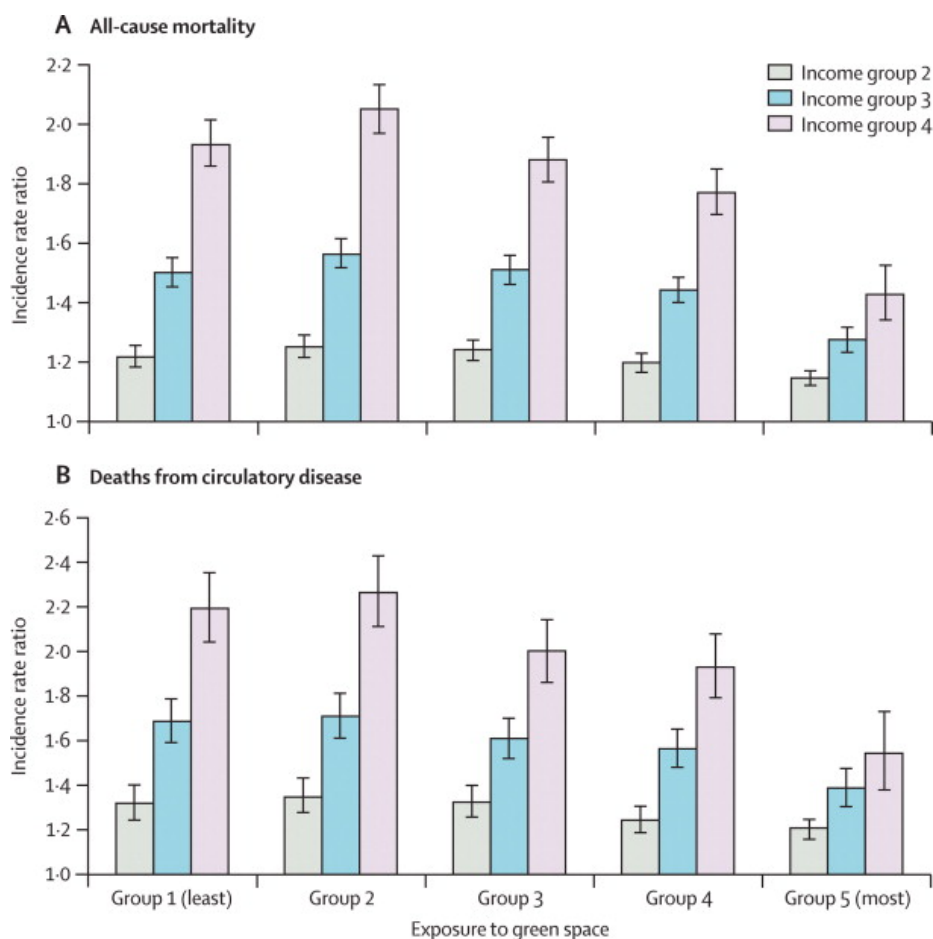 A All-cause mortality
2·2
2·0
1·8
1·6
1·4
1·2
1·0
Incidence rate ratio
Income group 2
Income group 3
Income group 4
B Deaths from circulatory disease
2·6
2·4
2·2
2·0
1·8
1·6
1·4
1·2
1·0
Incidence rate ratio
Group 1 (least) Group 2 Group 3 Group 4 Group 5 (most)
Exposure to green space